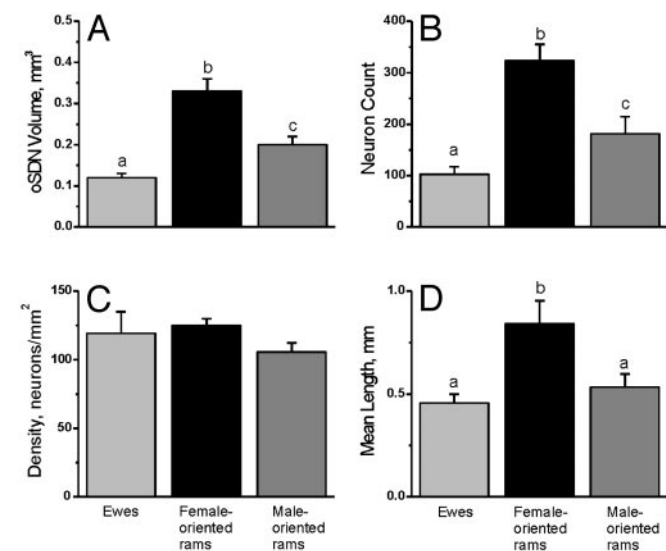 A
oSDN Volume, mm³
0.5
0.4
0.3
0.2
0.1
0.0
a
b
c
B
Neuron Count
400
300
200
100
0
a
b
c
C
Density, neurons/mm²
150
100
50
0
Ewes
Female-
oriented
rams
Male-
oriented
rams
D
Mean Length, mm
1.0
0.5
0.0
a
b
a
Ewes
Female-
oriented
rams
Male-
oriented
rams